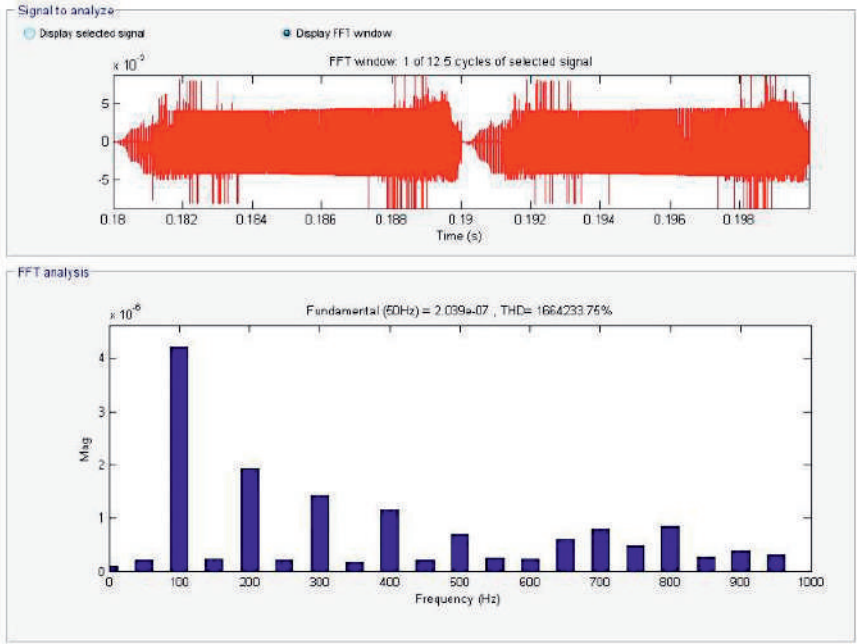 Signal to analyze
Display selected signal
Display FFT window
FFT window: 1 of 12.5 cycles of selected signal
x 10⁻⁵
5
0
-5
0.18 0.182 0.184 0.186 0.188 0.19 0.192 0.194 0.196 0.198
Time (s)
FFT analysis
Fundamental (50Hz) = 2.039e-07 , THD= 1664233.75%
x 10⁻⁶
4
3
2
1
0
Mag
0 100 200 300 400 500 600 700 800 900 1000
Frequency (Hz)